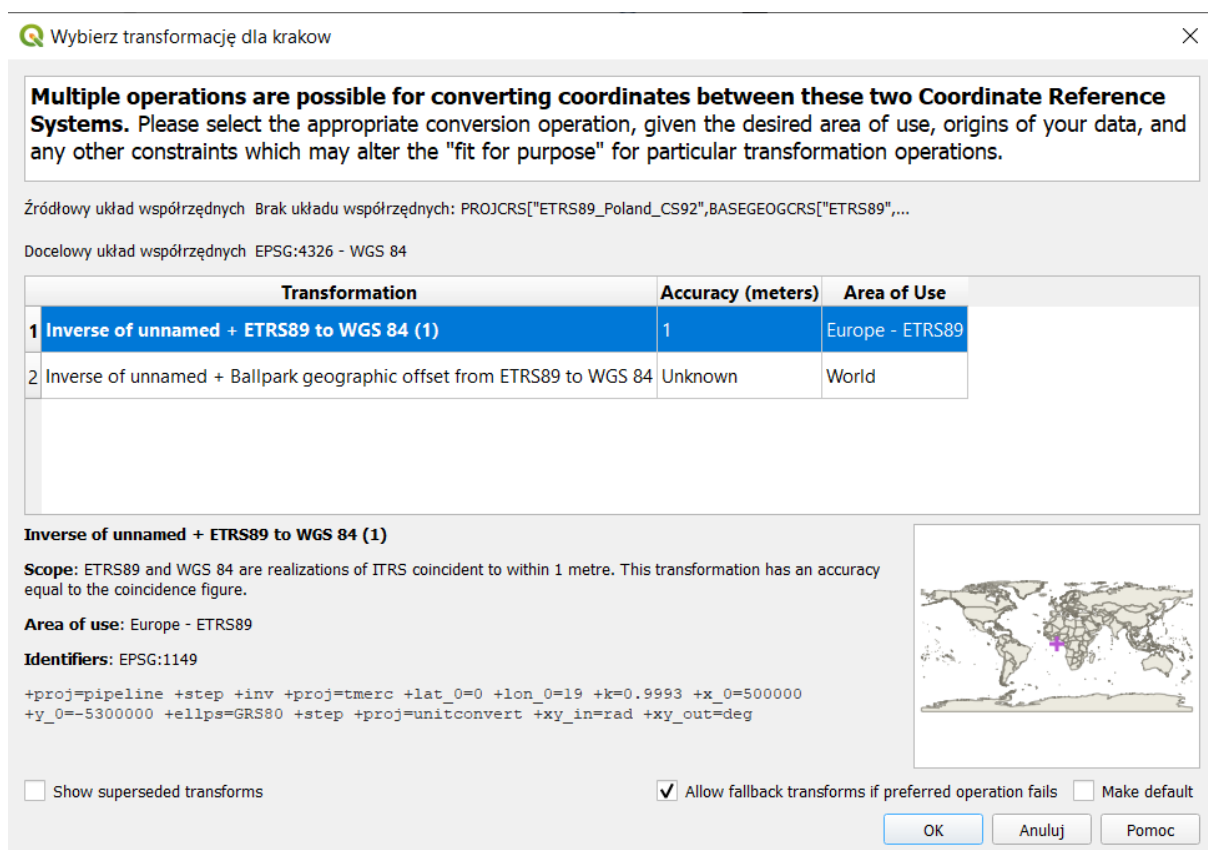 Wybierz transformację dla krakow
Multiple operations are possible for converting coordinates between these two Coordinate Reference
Systems. Please select the appropriate conversion operation, given the desired area of use, origins of your data, and
any other constraints which may alter the "fit for purpose" for particular transformation operations.
Źródłowy układ współrzędnych Brak układu współrzędnych: PROJCRS["ETRS89_Poland_CS92",BASEGEOGCRS["ETRS89",...
Docelowy układ współrzędnych EPSG:4326 - WGS 84
Transformation Accuracy (meters) Area of Use
1 Inverse of unnamed + ETRS89 to WGS 84 (1) 1 Europe - ETRS89
2 Inverse of unnamed + Ballpark geographic offset from ETRS89 to WGS 84 Unknown World
Inverse of unnamed + ETRS89 to WGS 84 (1)
Scope: ETRS89 and WGS 84 are realizations of ITRS coincident to within 1 metre. This transformation has an accuracy
equal to the coincidence figure.
Area of use: Europe - ETRS89
Identifiers: EPSG:1149
+proj=pipeline +step +inv +proj=tmerc +lat_0=0 +lon_0=19 +k=0.9993 +x_0=500000
+y_0=-5300000 +ellps=GRS80 +step +proj=unitconvert +xy_in=rad +xy_out=deg
Show superseded transforms Allow fallback transforms if preferred operation fails Make default
OK Anuluj Pomoc